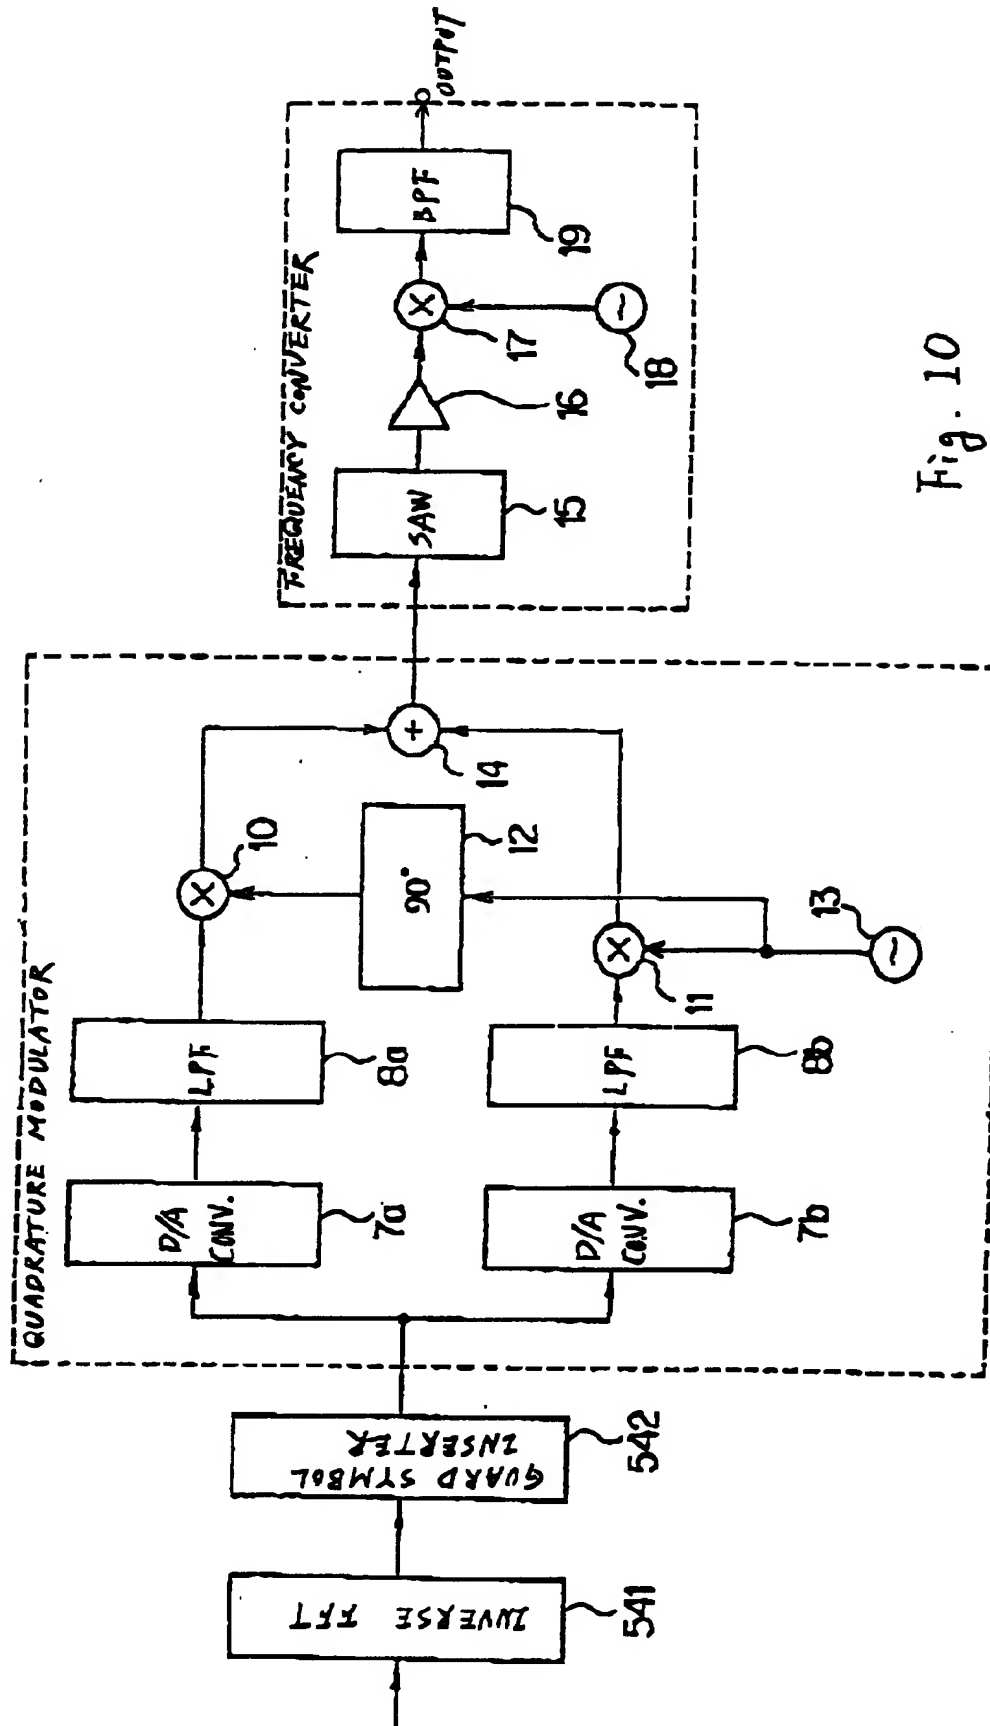 QUADRATURE MODULATOR
FREQUENCY CONVERTER
INVERSE FFT
541
GUARD SYMBOL
INSERTER
542
D/A
CONV.
7a
LPF
8a
10
D/A
CONV.
7b
LPF
8b
11
90°
12
13
+
14
SAW
15
16
17
18
BPF
19
OUTPUT
Fig. 10